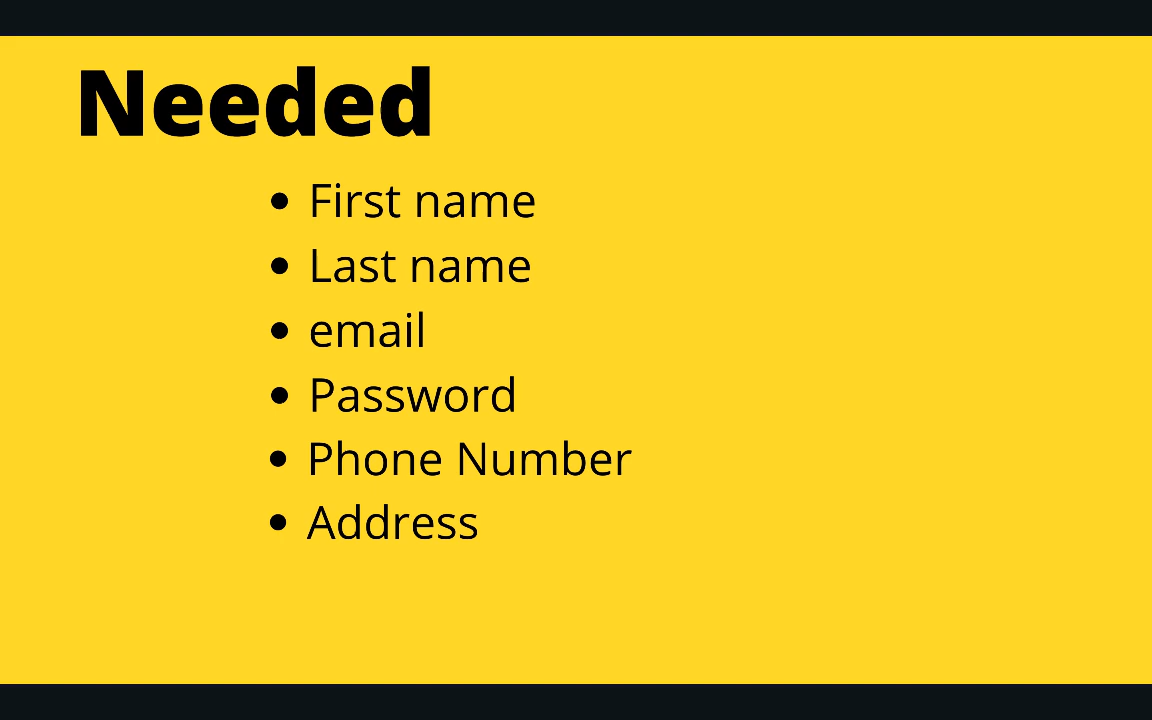 Needed
• First name
• Last name
• email
• Password
• Phone Number
• Address